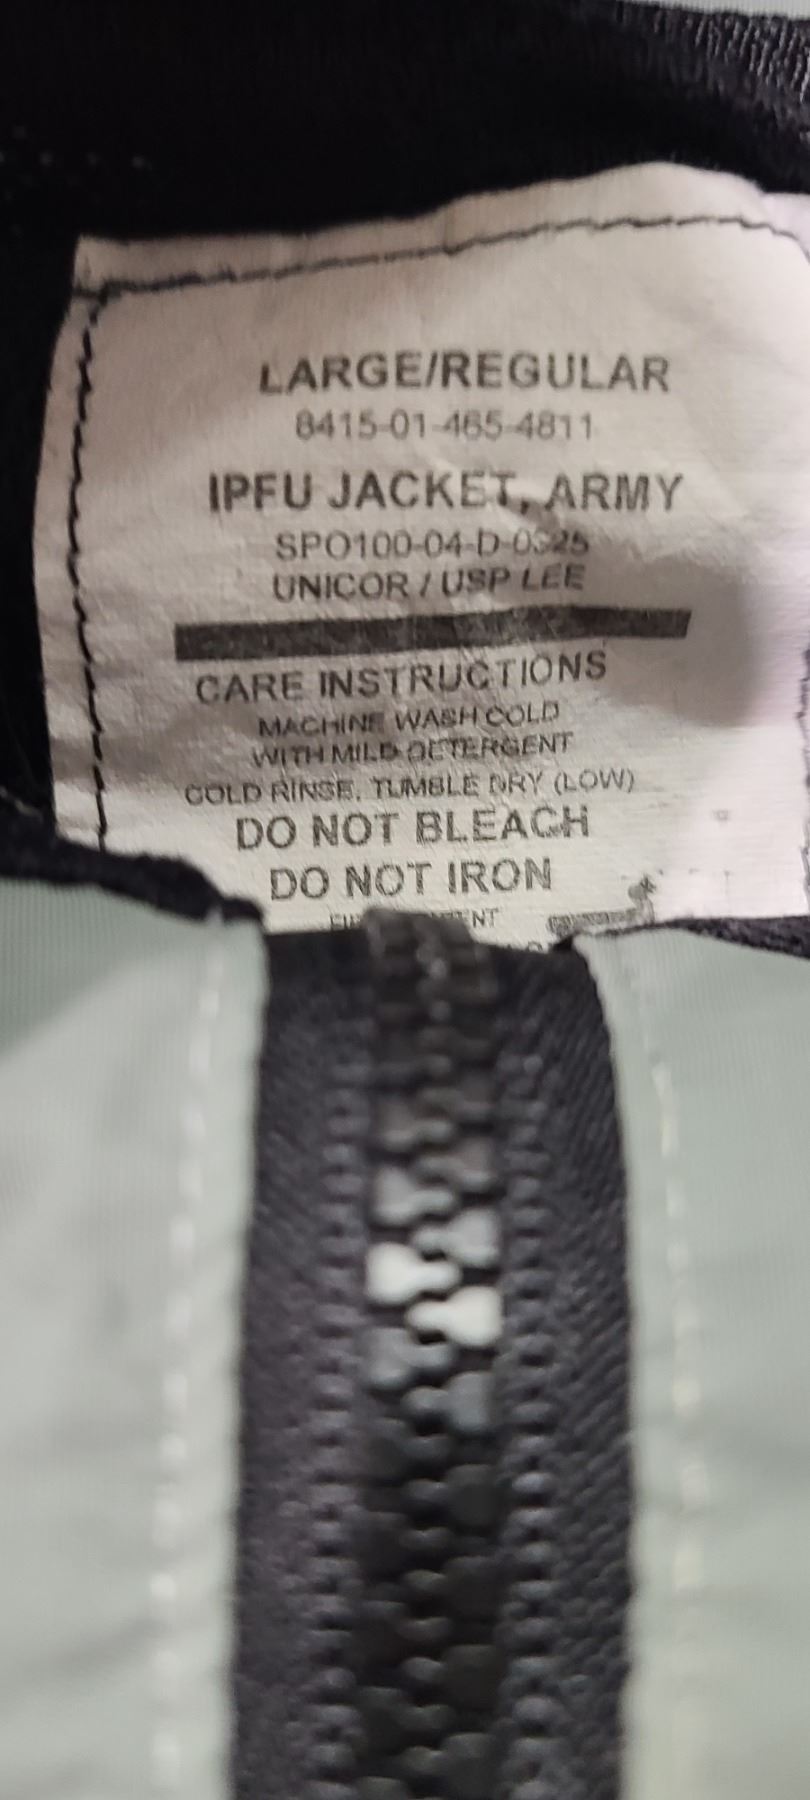 LARGE/REGULAR
8415-01-465-4811
IPFU JACKET, ARMY
SPO100-04-D-0325
UNICOR / USP LEE
CARE INSTRUCTIONS
MACHINE WASH COLD
WITH MILD DETERGENT
COLD RINSE, TUMBLE DRY (LOW)
DO NOT BLEACH
DO NOT IRON